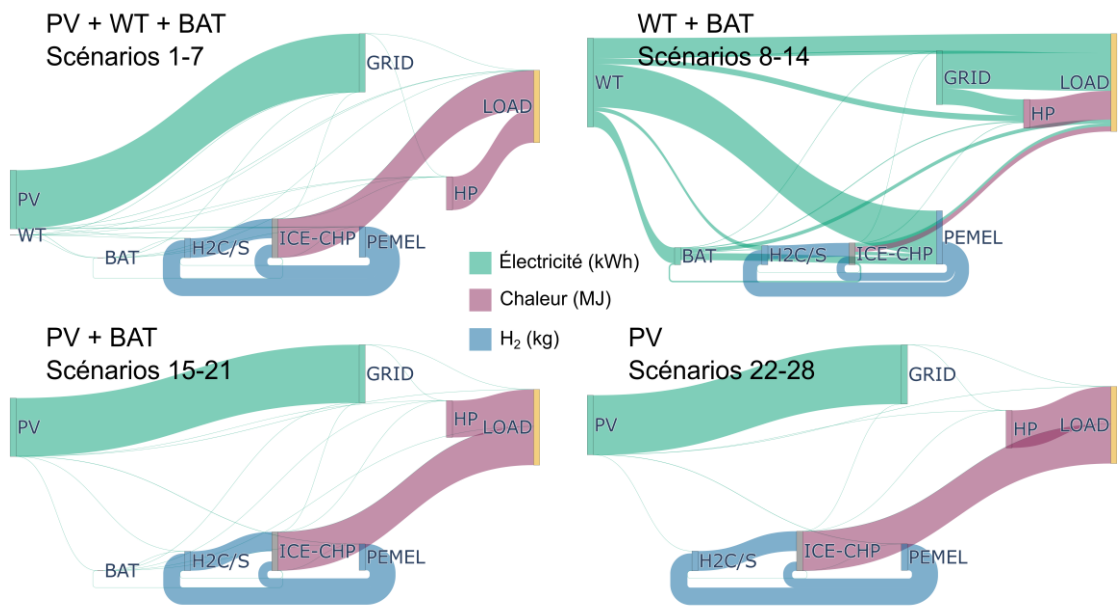 PV + WT + BAT
Scénarios 1-7
GRID
LOAD
PV
HP
WT
BAT
H2C/S
ICE-CHP
PEMEL
WT + BAT
Scénarios 8-14
WT
GRID
LOAD
HP
PEMEL
BAT
H2C/S
ICE-CHP
Électricité (kWh)
Chaleur (MJ)
H₂ (kg)
PV + BAT
Scénarios 15-21
GRID
PV
HP
LOAD
BAT
H2C/S
ICE-CHP
PEMEL
PV
Scénarios 22-28
GRID
PV
HP
LOAD
H2C/S
ICE-CHP
PEMEL